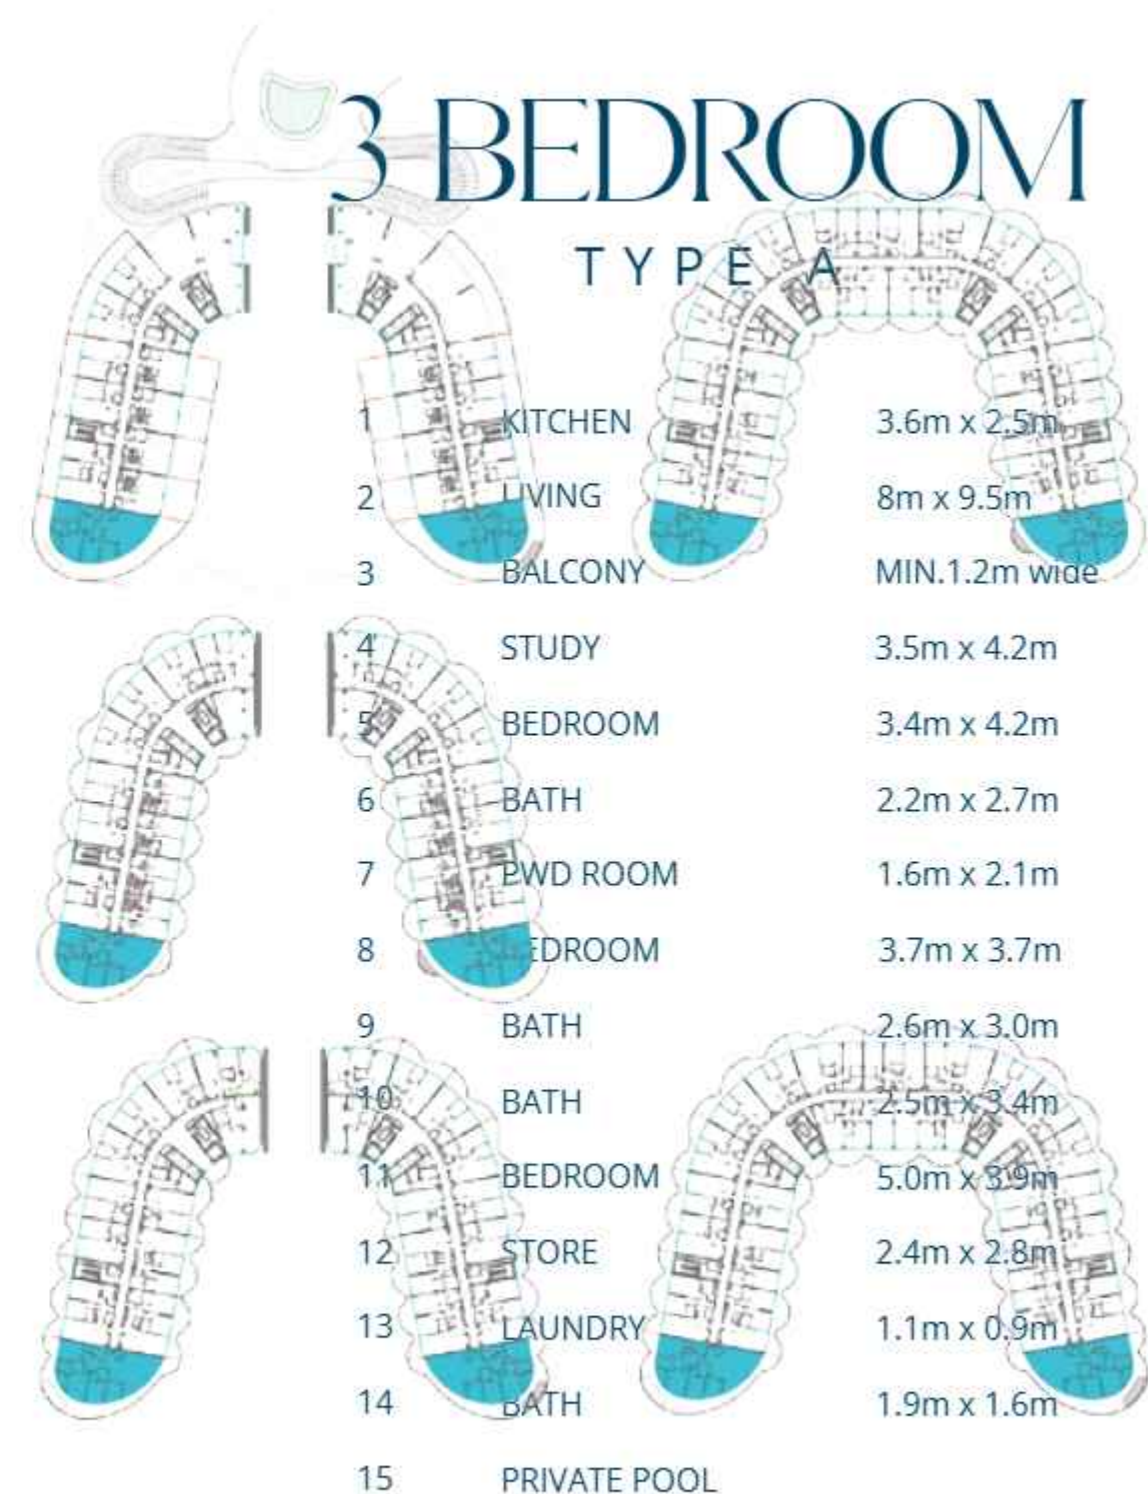 3 BEDROOM
TYPE A
1 KITCHEN 3.6m x 2.5m
2 LIVING 8m x 9.5m
3 BALCONY MIN.1.2m wide
4 STUDY 3.5m x 4.2m
5 BEDROOM 3.4m x 4.2m
6 BATH 2.2m x 2.7m
7 PWD ROOM 1.6m x 2.1m
8 BEDROOM 3.7m x 3.7m
9 BATH 2.6m x 3.0m
10 BATH 2.5m x 3.4m
11 BEDROOM 5.0m x 3.9m
12 STORE 2.4m x 2.8m
13 LAUNDRY 1.1m x 0.9m
14 BATH 1.9m x 1.6m
15 PRIVATE POOL